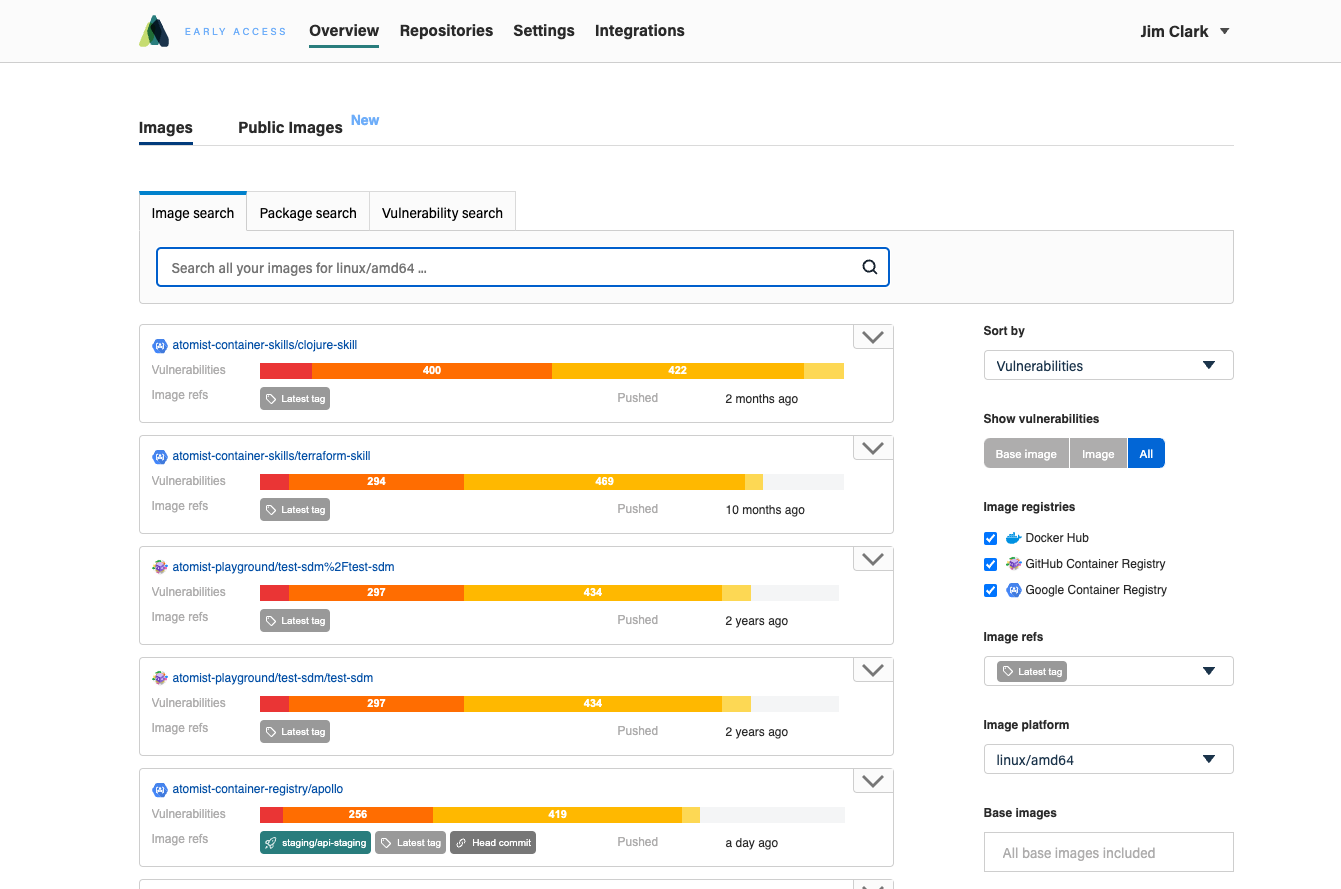 EARLY ACCESS Overview Repositories Settings Integrations Jim Clark
Images Public Images New
Image search Package search Vulnerability search
Search all your images for linux/amd64 ...
atomist-container-skills/clojure-skill
Vulnerabilities 400 422
Image refs Latest tag Pushed 2 months ago
atomist-container-skills/terraform-skill
Vulnerabilities 294 469
Image refs Latest tag Pushed 10 months ago
atomist-playground/test-sdm%2Ftest-sdm
Vulnerabilities 297 434
Image refs Latest tag Pushed 2 years ago
atomist-playground/test-sdm/test-sdm
Vulnerabilities 297 434
Image refs Latest tag Pushed 2 years ago
atomist-container-registry/apollo
Vulnerabilities 256 419
Image refs staging/api-staging Latest tag Head commit Pushed a day ago
Sort by
Vulnerabilities
Show vulnerabilities
Base image Image All
Image registries
Docker Hub
GitHub Container Registry
Google Container Registry
Image refs
Latest tag
Image platform
linux/amd64
Base images
All base images included